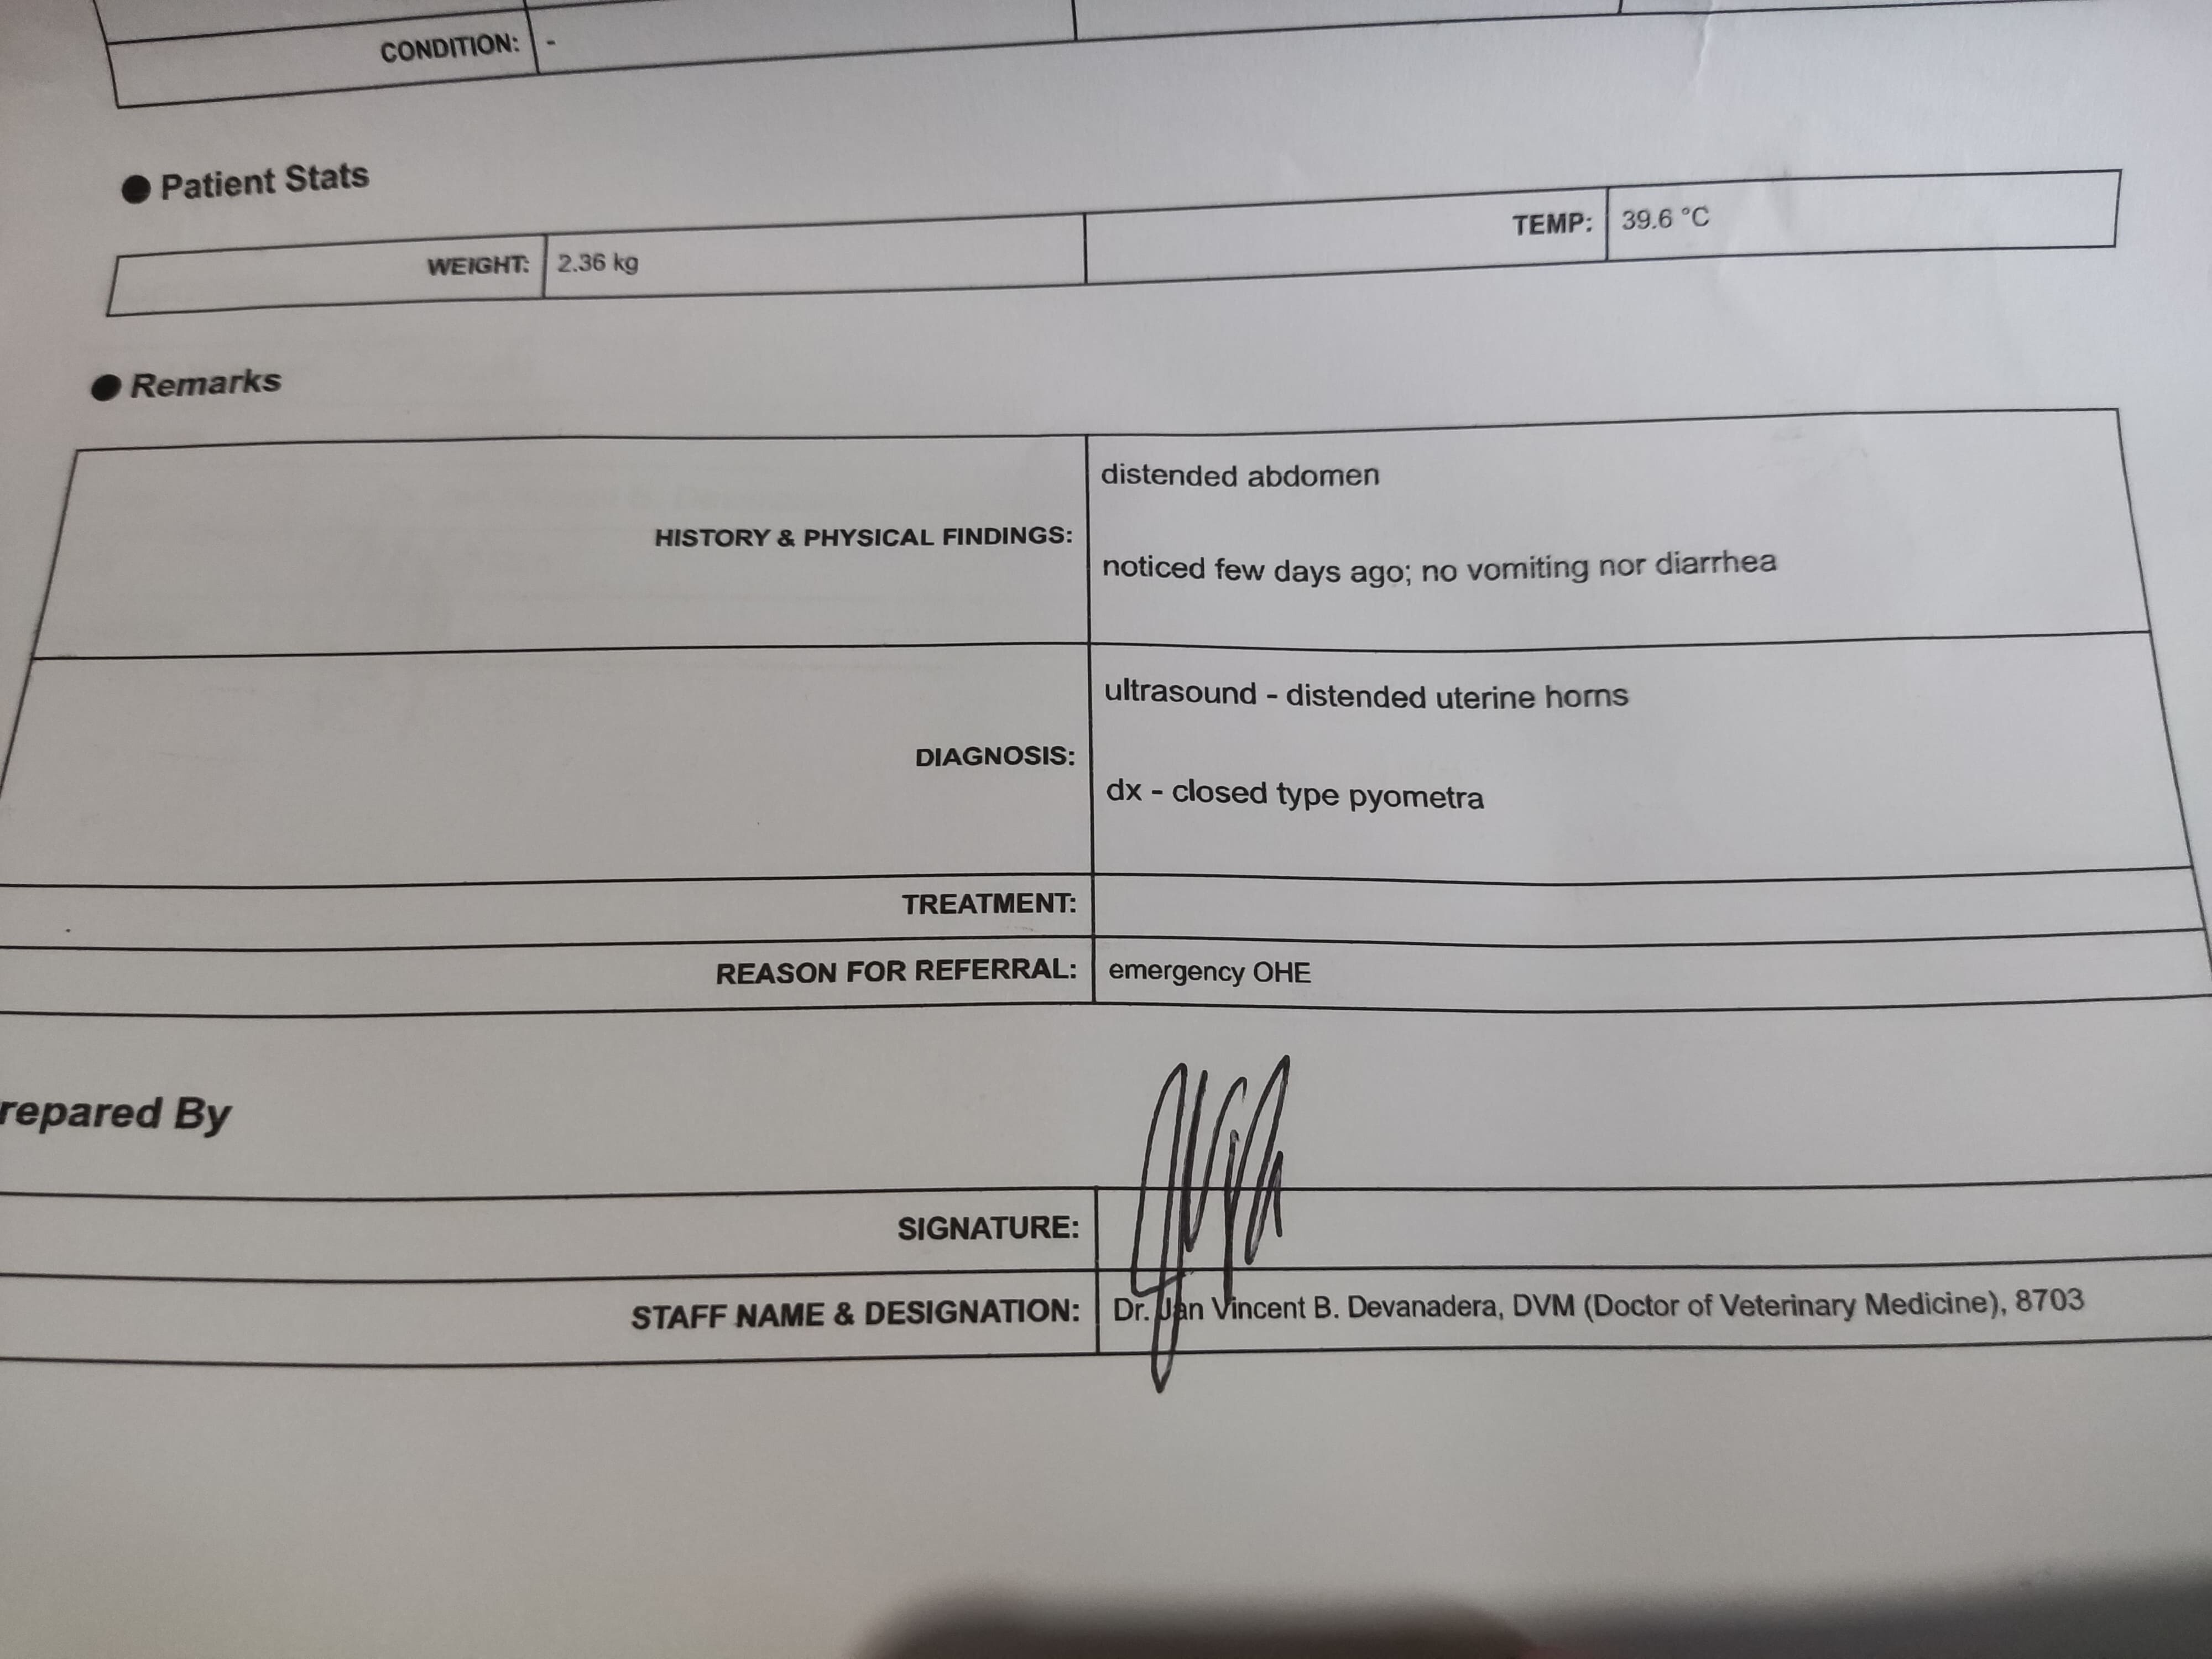 CONDITION: -
● Patient Stats
WEIGHT: 2.36 kg TEMP: 39.6 °C
● Remarks
distended abdomen
HISTORY & PHYSICAL FINDINGS:
noticed few days ago; no vomiting nor diarrhea
ultrasound - distended uterine horns
DIAGNOSIS:
dx - closed type pyometra
TREATMENT:
REASON FOR REFERRAL: emergency OHE
repared By
SIGNATURE:
STAFF NAME & DESIGNATION: Dr. Jan Vincent B. Devanadera, DVM (Doctor of Veterinary Medicine), 8703